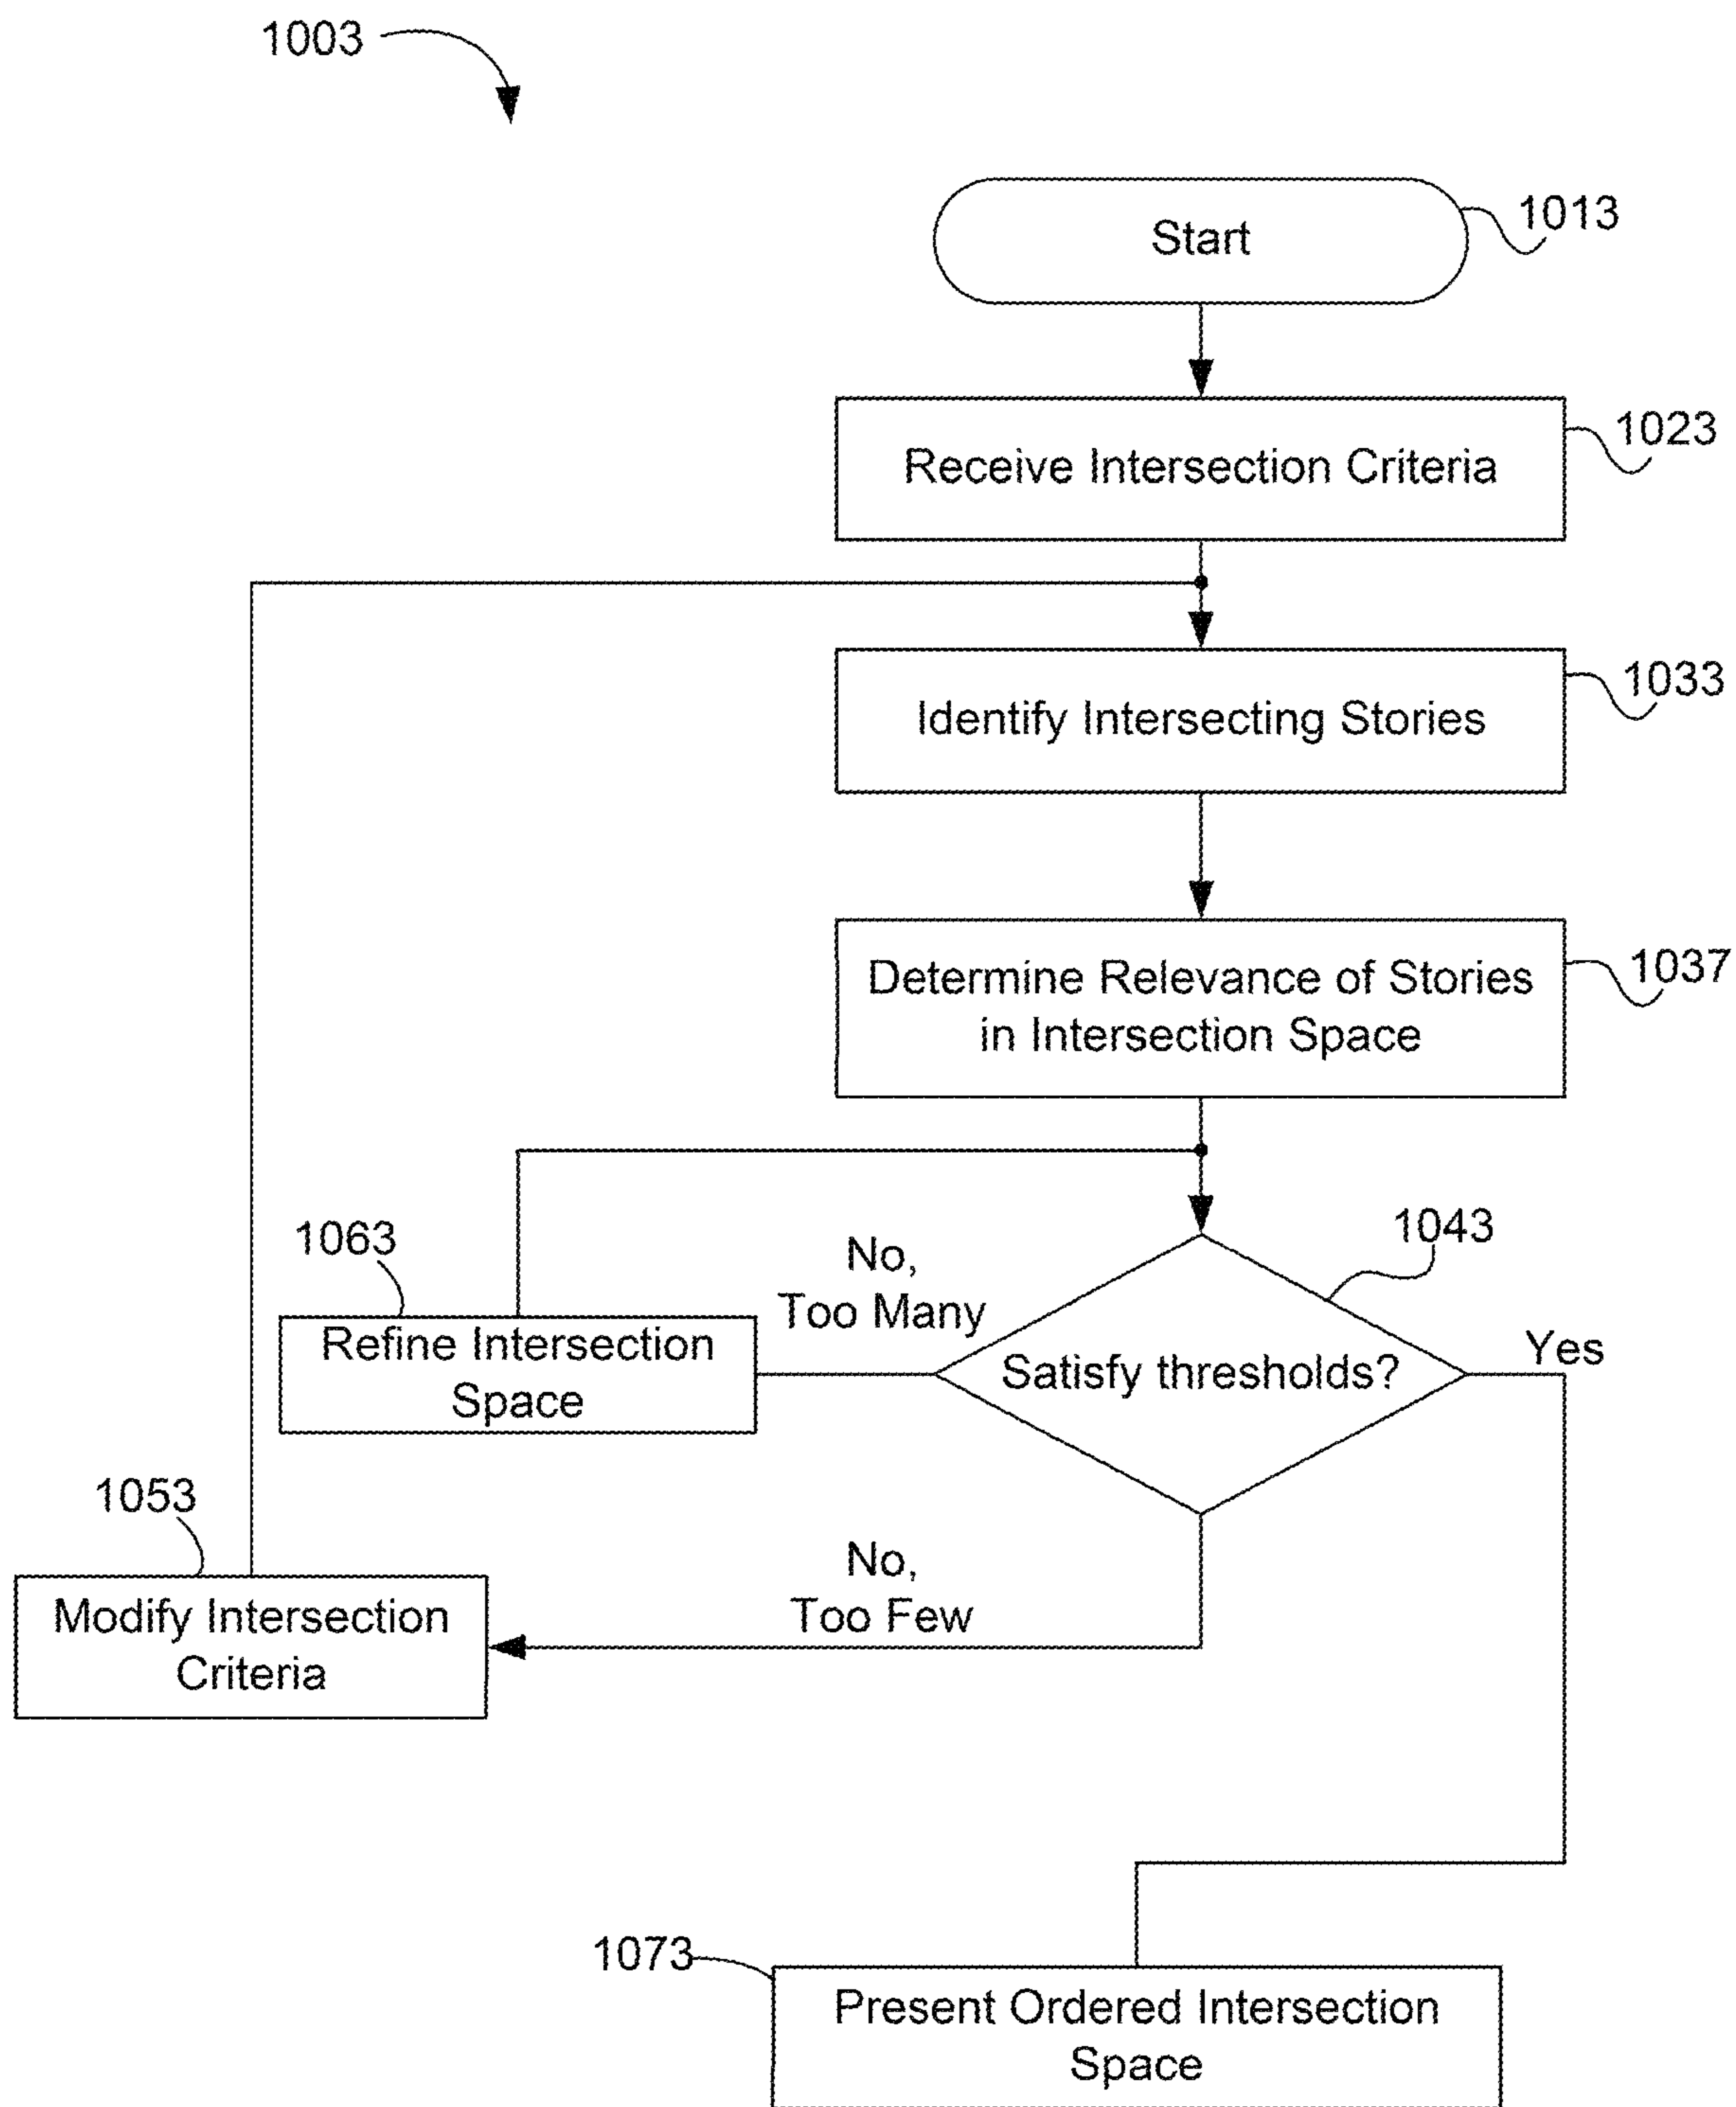 1003
Start
1013
Receive Intersection Criteria
1023
Identify Intersecting Stories
1033
Determine Relevance of Stories
in Intersection Space
1037
1063
No,
Too Many
1043
Refine Intersection
Space
Satisfy thresholds?
Yes
1053
No,
Too Few
Modify Intersection
Criteria
1073
Present Ordered Intersection
Space